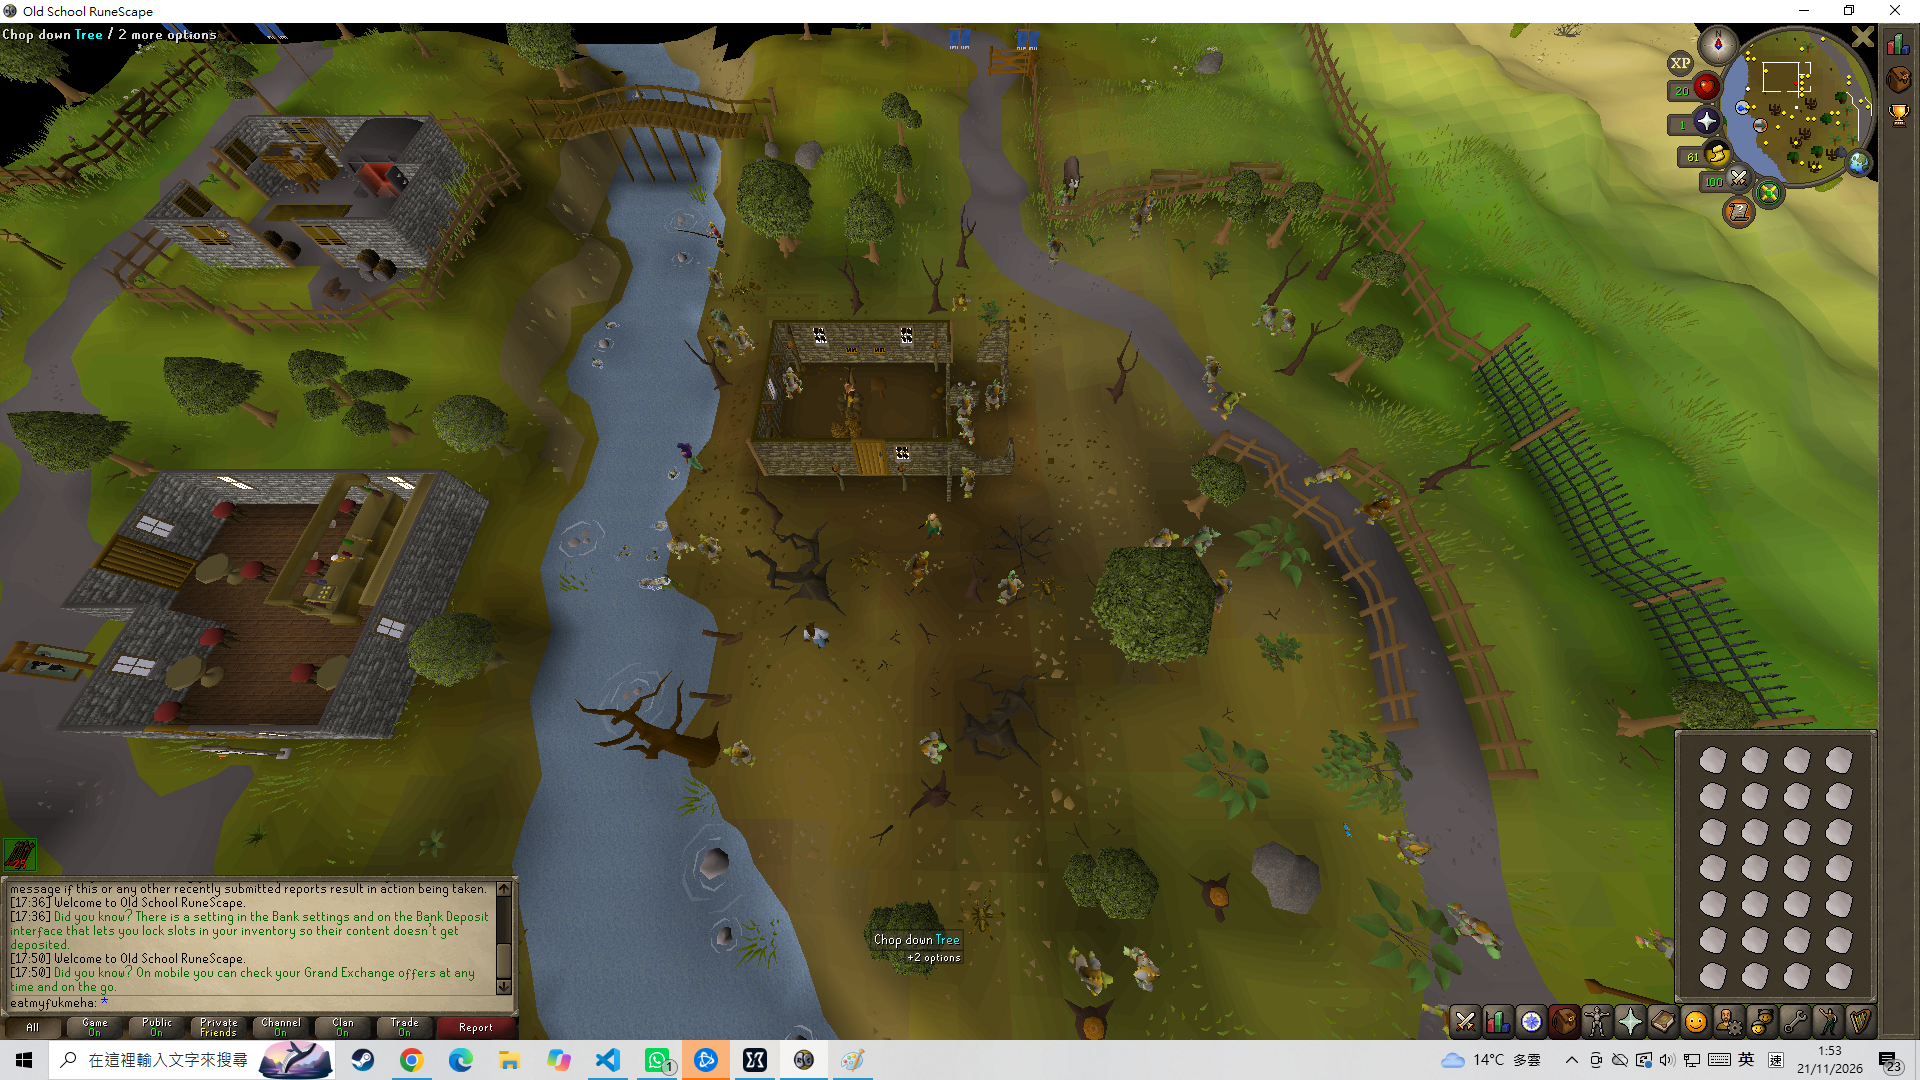 Old School RuneScape
Chop down Tree / 2 more options
N
XP
20
1
61
100
Chop down Tree
+2 options
25
message if this or any other recently submitted reports result in action being taken.
[17:36] Welcome to Old School RuneScape.
[17:36] Did you know? There is a setting in the Bank settings and on the Bank Deposit
interface that lets you lock slots in your inventory so their content doesn't get
deposited.
[17:50] Welcome to Old School RuneScape.
[17:50] Did you know? On mobile you can check your Grand Exchange offers at any
time and on the go.
eatmyfukmeha: *
All
Game
On
Public
On
Private
Friends
Channel
On
Clan
On
Trade
On
Report
在這裡輸入文字來搜尋
1
14°C 多雲
英
速
1:53
21/11/2026
23